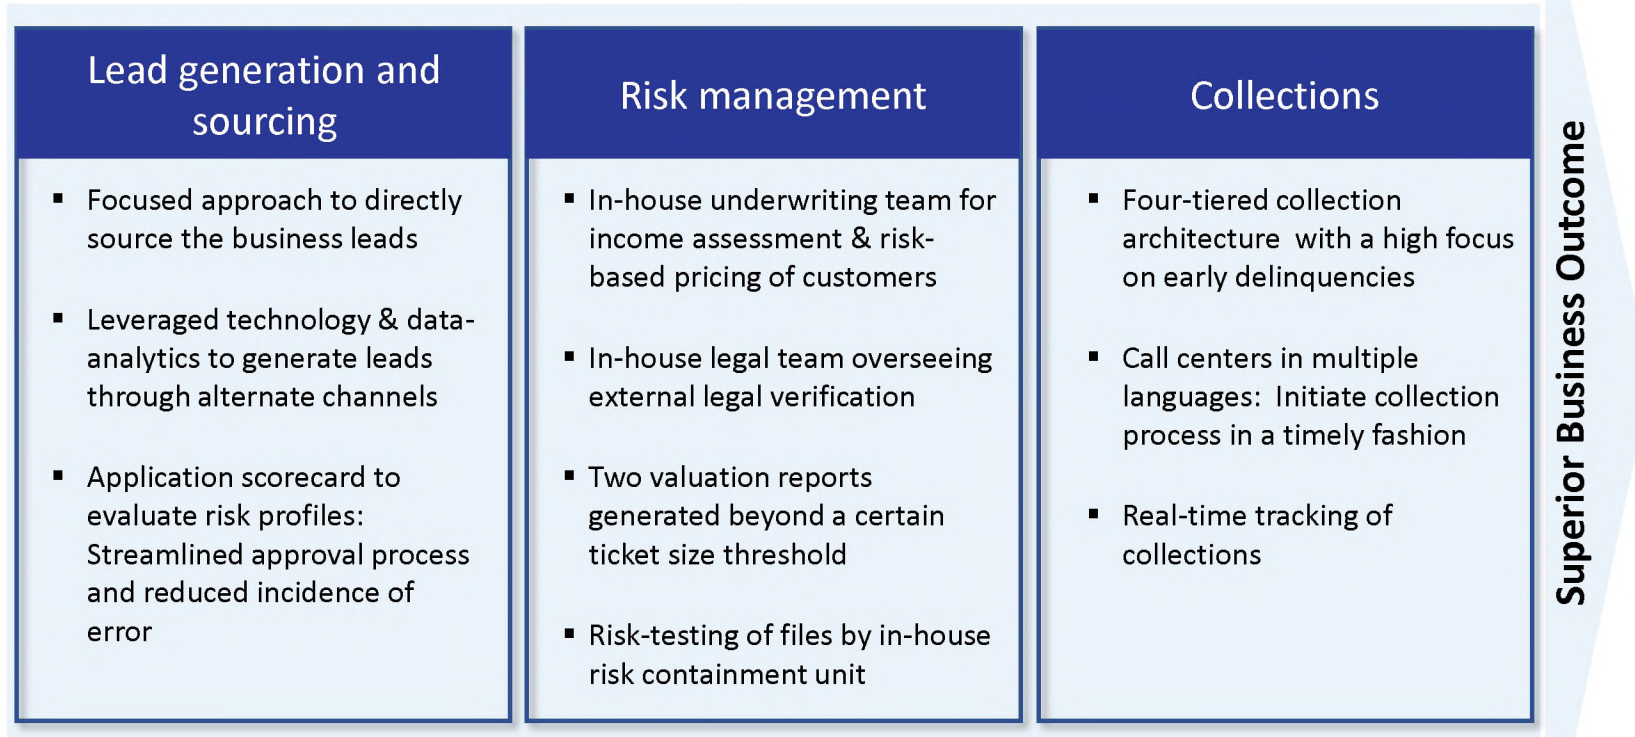 Lead generation and
sourcing
▪ Focused approach to directly
source the business leads
▪ Leveraged technology & data-
analytics to generate leads
through alternate channels
▪ Application scorecard to
evaluate risk profiles:
Streamlined approval process
and reduced incidence of
error
Risk management
▪ In-house underwriting team for
income assessment & risk-
based pricing of customers
▪ In-house legal team overseeing
external legal verification
▪ Two valuation reports
generated beyond a certain
ticket size threshold
▪ Risk-testing of files by in-house
risk containment unit
Collections
▪ Four-tiered collection
architecture  with a high focus
on early delinquencies
▪ Call centers in multiple
languages:  Initiate collection
process in a timely fashion
▪ Real-time tracking of
collections
Superior Business Outcome